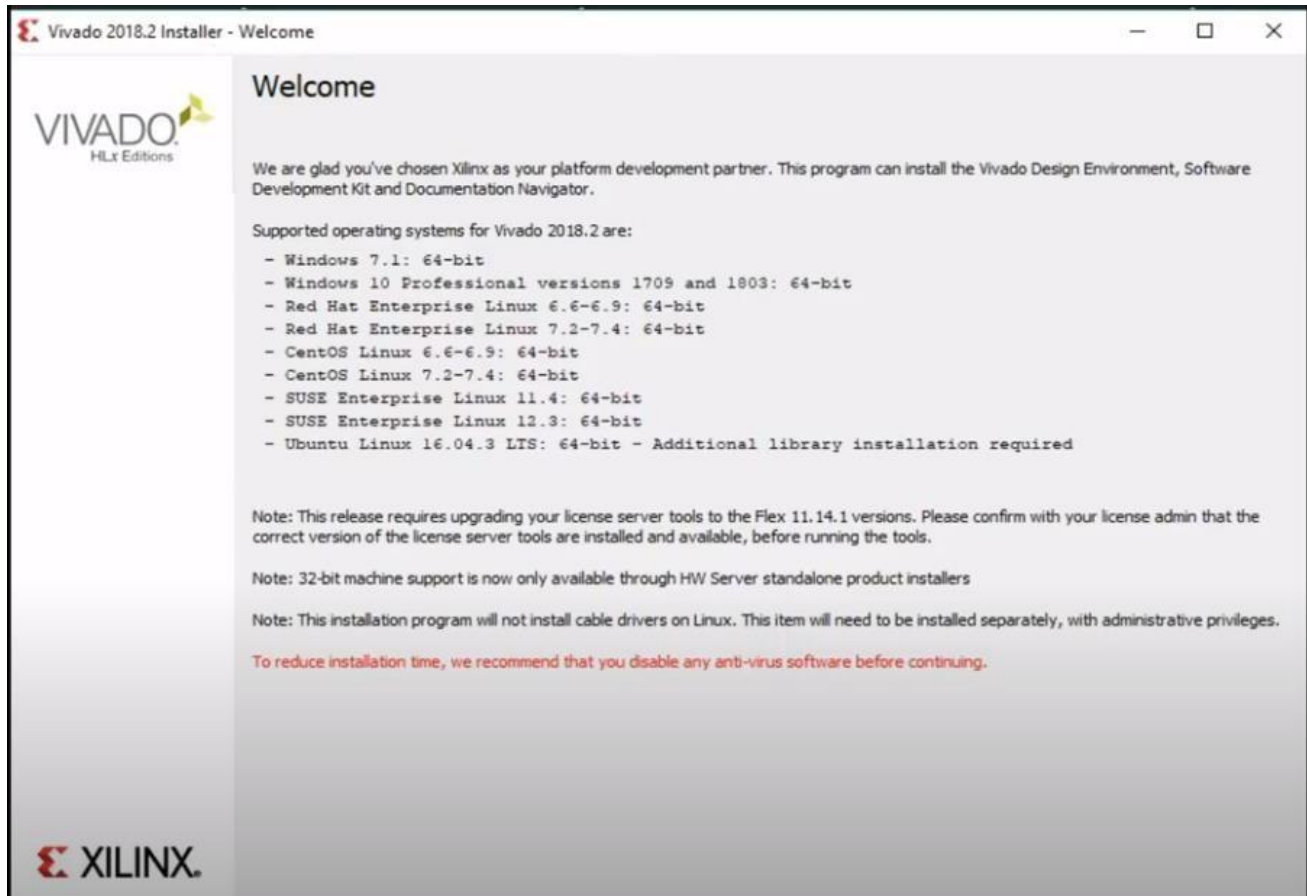 Vivado 2018.2 Installer - Welcome
VIVADO.
HLx Editions
Welcome
We are glad you've chosen Xilinx as your platform development partner. This program can install the Vivado Design Environment, Software
Development Kit and Documentation Navigator.
Supported operating systems for Vivado 2018.2 are:
- Windows 7.1: 64-bit
- Windows 10 Professional versions 1709 and 1803: 64-bit
- Red Hat Enterprise Linux 6.6-6.9: 64-bit
- Red Hat Enterprise Linux 7.2-7.4: 64-bit
- CentOS Linux 6.6-6.9: 64-bit
- CentOS Linux 7.2-7.4: 64-bit
- SUSE Enterprise Linux 11.4: 64-bit
- SUSE Enterprise Linux 12.3: 64-bit
- Ubuntu Linux 16.04.3 LTS: 64-bit - Additional library installation required
Note: This release requires upgrading your license server tools to the Flex 11.14.1 versions. Please confirm with your license admin that the
correct version of the license server tools are installed and available, before running the tools.
Note: 32-bit machine support is now only available through HW Server standalone product installers
Note: This installation program will not install cable drivers on Linux. This item will need to be installed separately, with administrative privileges.
To reduce installation time, we recommend that you disable any anti-virus software before continuing.
XILINX.